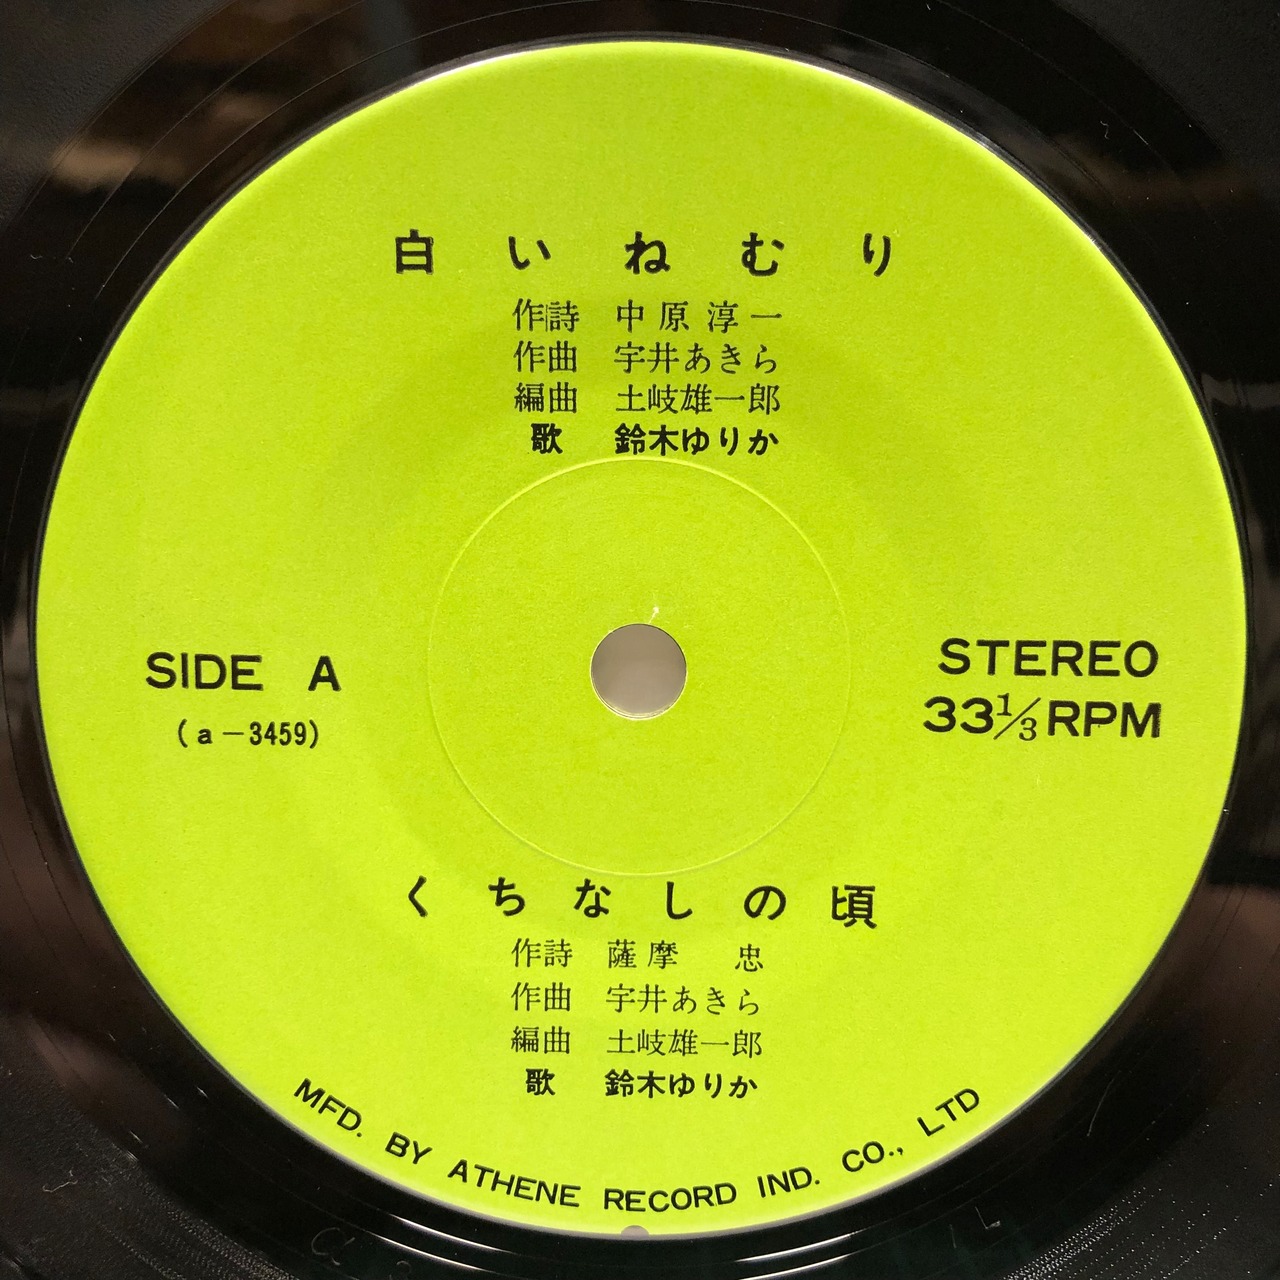 白いねむり
作詩 中原淳一
作曲 宇井あきら
編曲 土岐雄一郎
歌 鈴木ゆりか
SIDE A
(a-3459)
STEREO
33⅓RPM
くちなしの頃
作詩 薩摩 忠
作曲 宇井あきら
編曲 土岐雄一郎
歌 鈴木ゆりか
MFD. BY ATHENE RECORD IND. CO., LTD